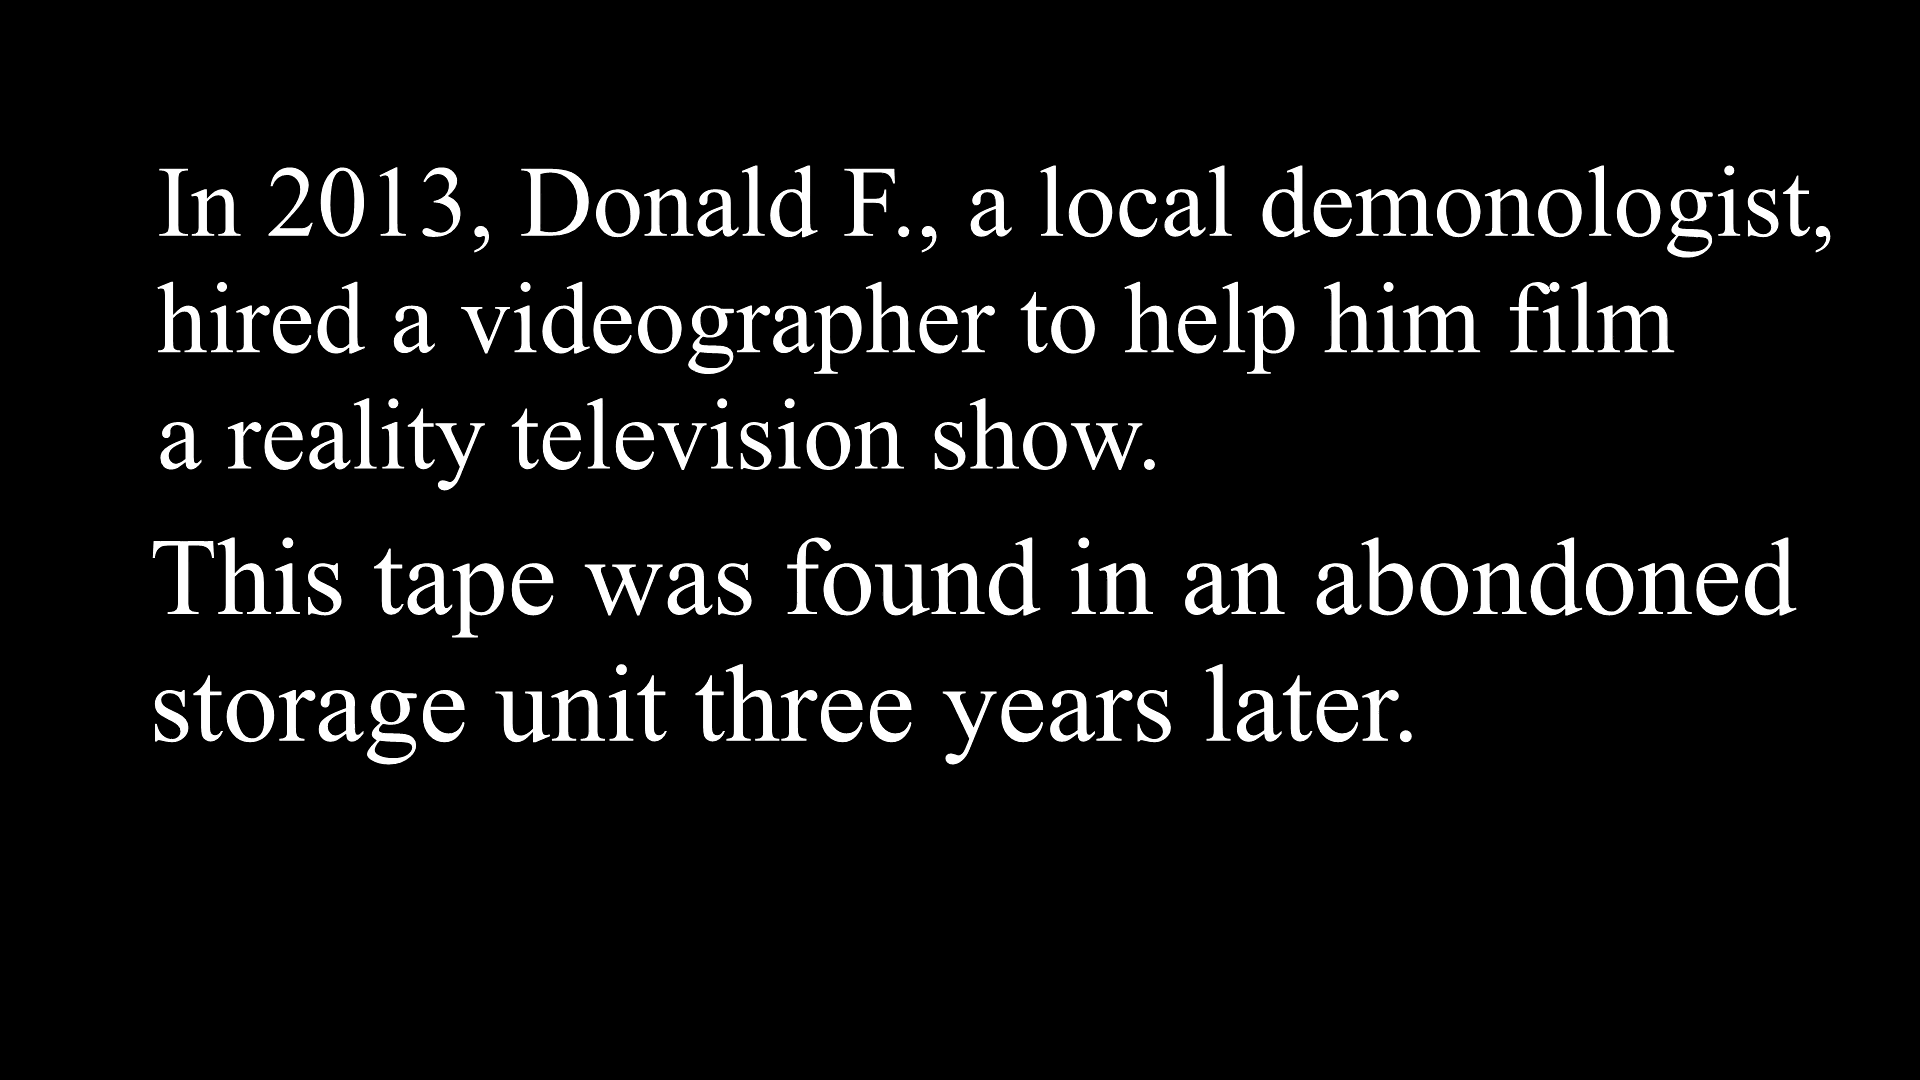 In 2013, Donald F., a local demonologist,
hired a videographer to help him film
a reality television show.
This tape was found in an abondoned
storage unit three years later.